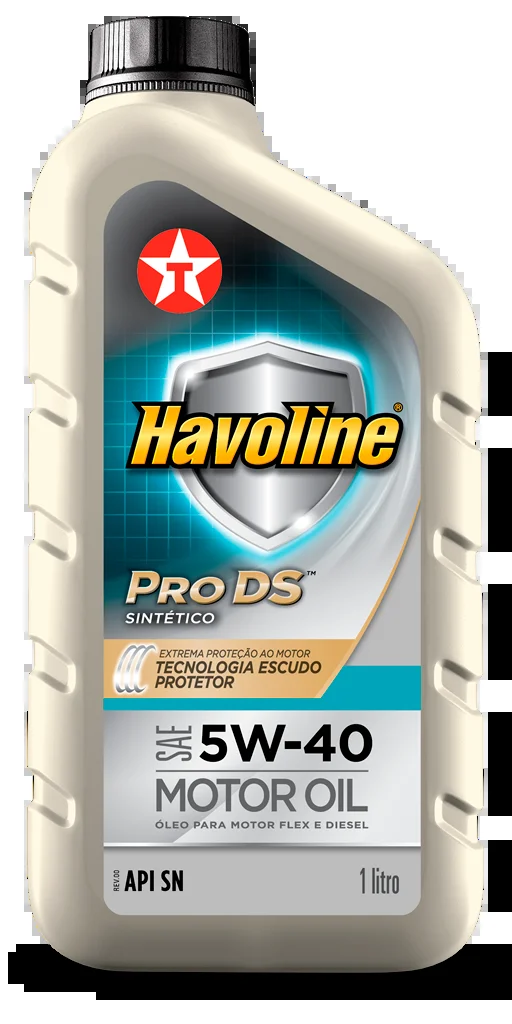 T
Havoline®
PRO DS™
SINTÉTICO
EXTREMA PROTEÇÃO AO MOTOR
TECNOLOGIA ESCUDO
PROTETOR
SAE 5W-40
MOTOR OIL
ÓLEO PARA MOTOR FLEX E DIESEL
REV.00 API SN
1 litro